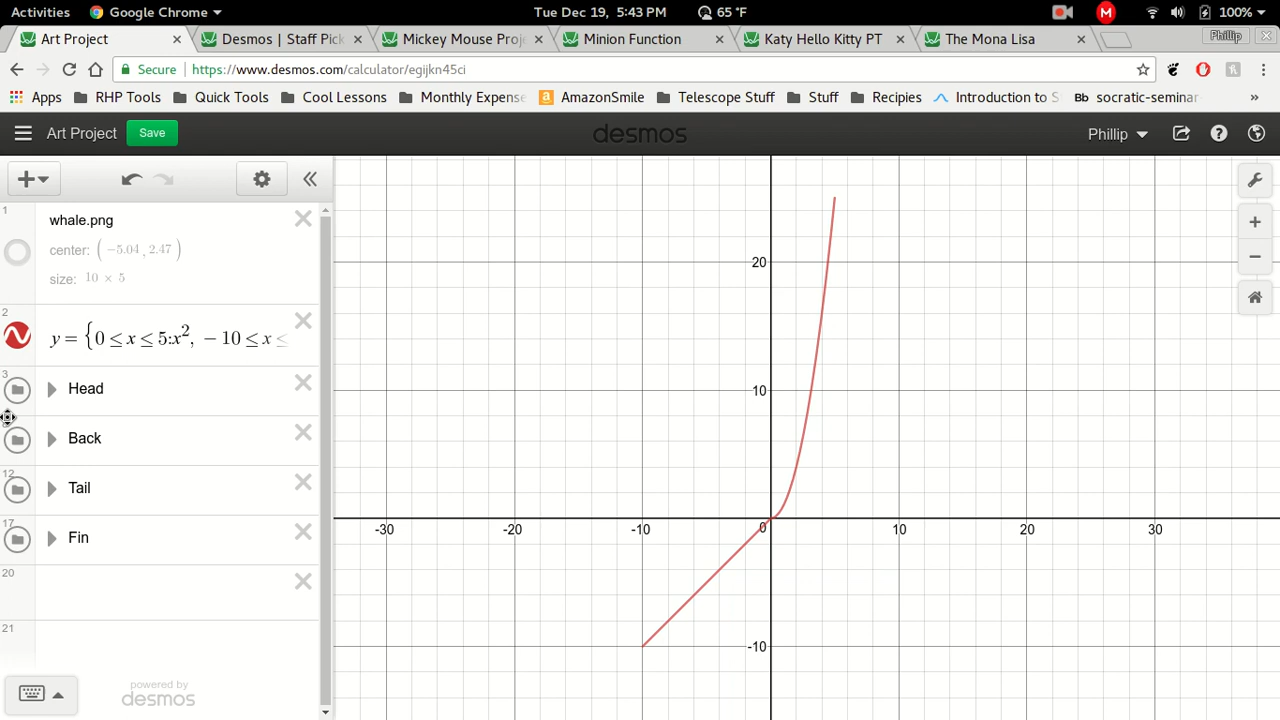 Activities Google Chrome Tue Dec 19, 5:43 PM 65 °F M 100%
Art Project Desmos | Staff Pick Mickey Mouse Proj Minion Function Katy Hello Kitty PT The Mona Lisa Phillip
Secure https://www.desmos.com/calculator/egijkn45ci
Apps RHP Tools Quick Tools Cool Lessons Monthly Expense AmazonSmile Telescope Stuff Stuff Recipies Introduction to S Bb socratic-seminar »
Art Project Save desmos Phillip
1
whale.png
center: (−5.04, 2.47)
size: 10 × 5
2
y = {0 ≤ x ≤ 5:x², − 10 ≤ x ≤
3
Head
Back
12
Tail
17
Fin
20
21
powered by
desmos
20
10
-30 -20 -10 0 10 20 30
-10